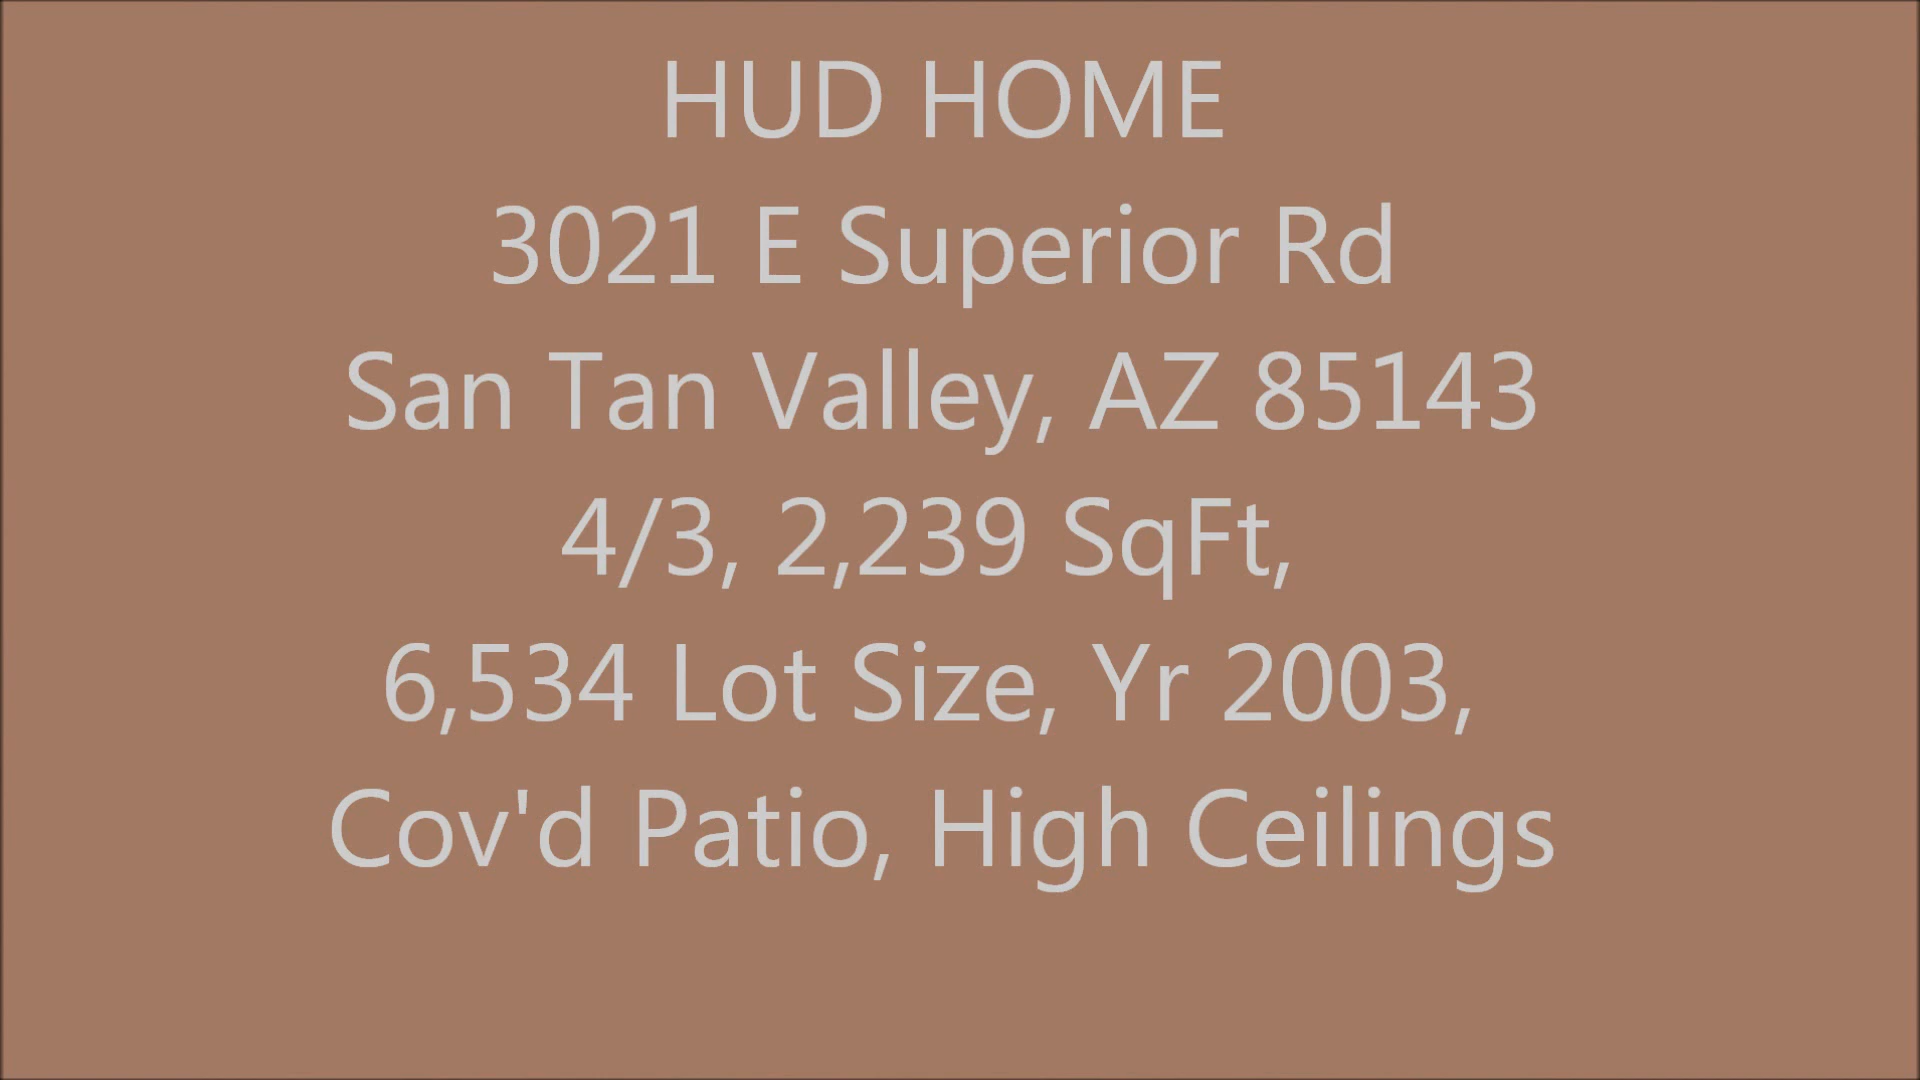 HUD HOME
3021 E Superior Rd
San Tan Valley, AZ 85143
4/3, 2,239 SqFt,
6,534 Lot Size, Yr 2003,
Cov'd Patio, High Ceilings